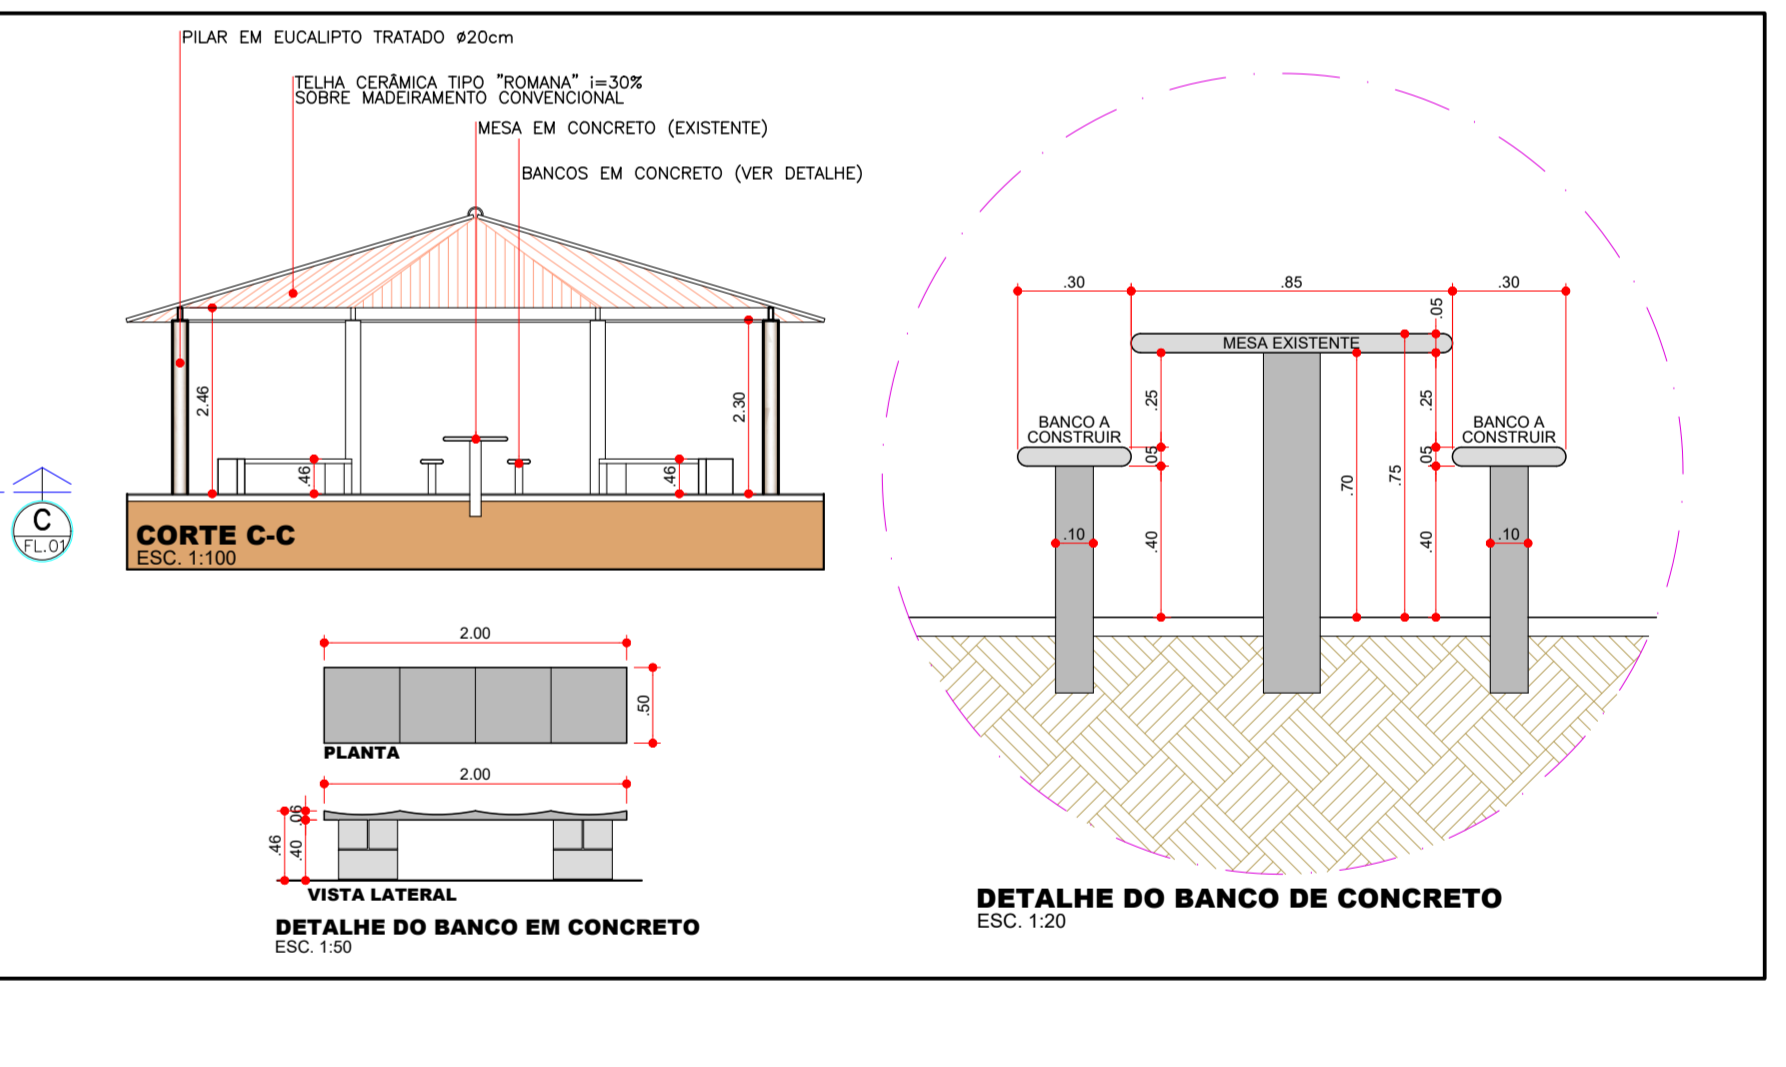 PILAR EM EUCALIPTO TRATADO ø20cm
TELHA CERÂMICA TIPO "ROMANA" i=30%
SOBRE MADEIRAMENTO CONVENCIONAL
MESA EM CONCRETO (EXISTENTE)
BANCOS EM CONCRETO (VER DETALHE)
2.46
.46
.46
2.30
C
FL.01
CORTE C-C
ESC. 1:100
2.00
.50
PLANTA
2.00
.06
.46
.40
VISTA LATERAL
DETALHE DO BANCO EM CONCRETO
ESC. 1:50
.30
.85
.30
.05
MESA EXISTENTE
.25
.25
BANCO A
CONSTRUIR
BANCO A
CONSTRUIR
.05
.05
.70
.75
.10
.40
.40
.10
DETALHE DO BANCO DE CONCRETO
ESC. 1:20